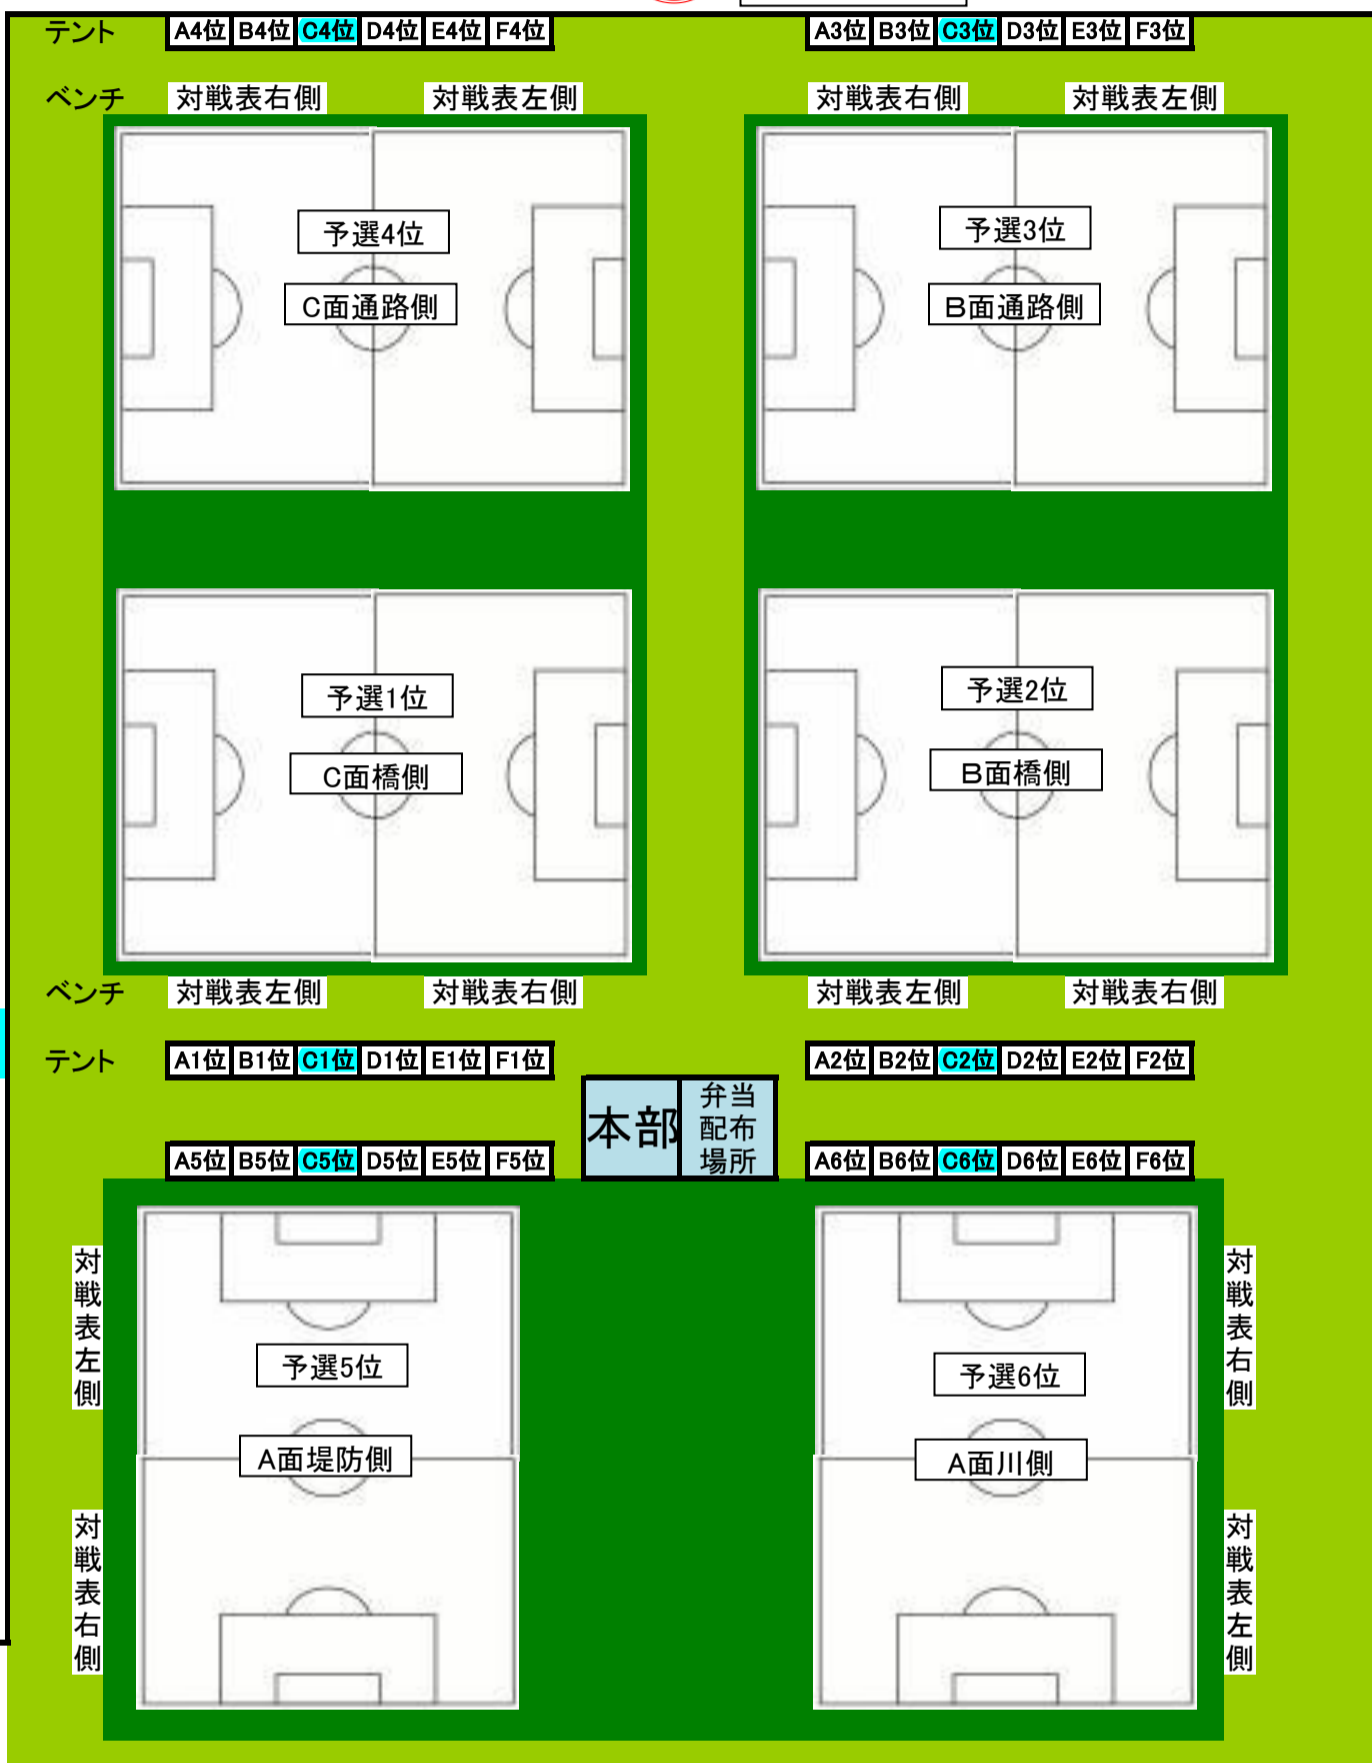 テント A4位 B4位 C4位 D4位 E4位 F4位 A3位 B3位 C3位 D3位 E3位 F3位
ベンチ 対戦表右側 対戦表左側 対戦表右側 対戦表左側
予選4位 予選3位
C面通路側 B面通路側
予選1位 予選2位
C面橋側 B面橋側
ベンチ 対戦表左側 対戦表右側 対戦表左側 対戦表右側
テント A1位 B1位 C1位 D1位 E1位 F1位 A2位 B2位 C2位 D2位 E2位 F2位
本部
弁当
配布
場所
A5位 B5位 C5位 D5位 E5位 F5位 A6位 B6位 C6位 D6位 E6位 F6位
対戦表左側
対戦表右側
予選5位 予選6位
A面堤防側 A面川側
対戦表右側
対戦表左側